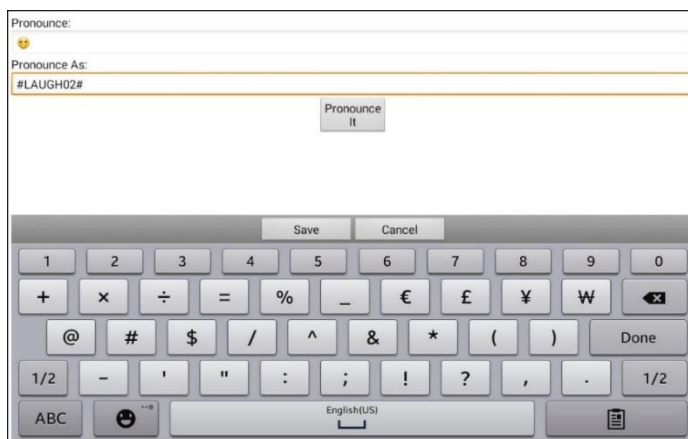 Pronounce:
🙂
Pronounce As:
#LAUGH02#
Pronounce
It
Save Cancel
1 2 3 4 5 6 7 8 9 0
+ × ÷ = % _ € £ ¥ ₩
@ # $ / ^ & * ( ) Done
1/2 - ' " : ; ! ? , . 1/2
ABC English(US)